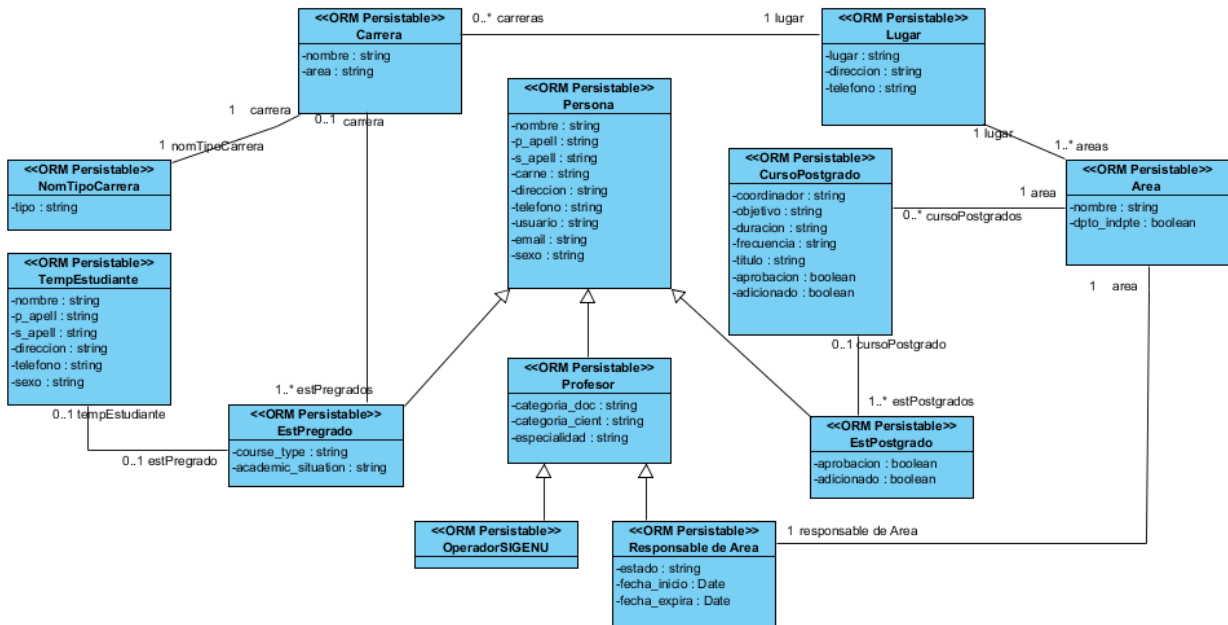 <<ORM Persistable>>
Carrera
-nombre : string
-area : string
0..* carreras
1 lugar
<<ORM Persistable>>
Lugar
-lugar : string
-direccion : string
-telefono : string
1 carrera
0..1 carrera
1 nomTipoCarrera
<<ORM Persistable>>
NomTipoCarrera
-tipo : string
<<ORM Persistable>>
Persona
-nombre : string
-p_apell : string
-s_apell : string
-carne : string
-direccion : string
-telefono : string
-usuario : string
-email : string
-sexo : string
1 lugar
1..* areas
<<ORM Persistable>>
CursoPostgrado
-coordinador : string
-objetivo : string
-duracion : string
-frecuencia : string
-titulo : string
-aprobacion : boolean
-adicionado : boolean
1 area
0..* cursoPostgrados
<<ORM Persistable>>
Area
-nombre : string
-dpto_indpte : boolean
1 area
<<ORM Persistable>>
TempEstudiante
-nombre : string
-p_apell : string
-s_apell : string
-direccion : string
-telefono : string
-sexo : string
0..1 tempEstudiante
0..1 estPregrado
1..* estPregrados
<<ORM Persistable>>
EstPregrado
-course_type : string
-academic_situation : string
<<ORM Persistable>>
Profesor
-categoria_doc : string
-categoria_cient : string
-especialidad : string
0..1 cursoPostgrado
1..* estPostgrados
<<ORM Persistable>>
EstPostgrado
-aprobacion : boolean
-adicionado : boolean
<<ORM Persistable>>
OperadorSIGENU
<<ORM Persistable>>
Responsable de Area
-estado : string
-fecha_inicio : Date
-fecha_expira : Date
1 responsable de Area